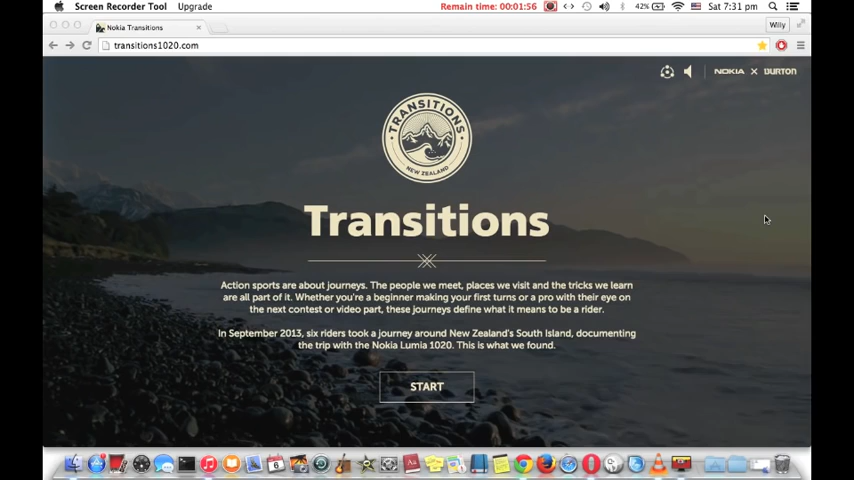 Screen Recorder Tool Upgrade Remain time: 00:01:56 42% Sat 7:31 pm
Nokia Transitions Willy
transitions1020.com
NOKIA X BURTON
TRANSITIONS
NEW ZEALAND
Transitions
Action sports are about journeys. The people we meet, places we visit and the tricks we learn
are all part of it. Whether you're a beginner making your first turns or a pro with their eye on
the next contest or video part, these journeys define what it means to be a rider.
In September 2013, six riders took a journey around New Zealand's South Island, documenting
the trip with the Nokia Lumia 1020. This is what we found.
START
6